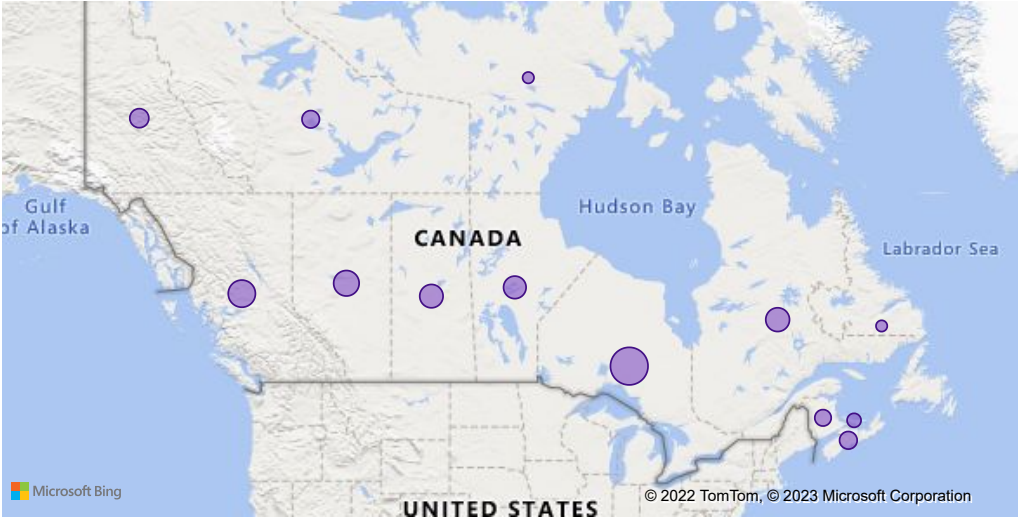 Gulf
of Alaska
Hudson Bay
CANADA
Labrador Sea
Microsoft Bing
© 2022 TomTom, © 2023 Microsoft Corporation
UNITED STATES